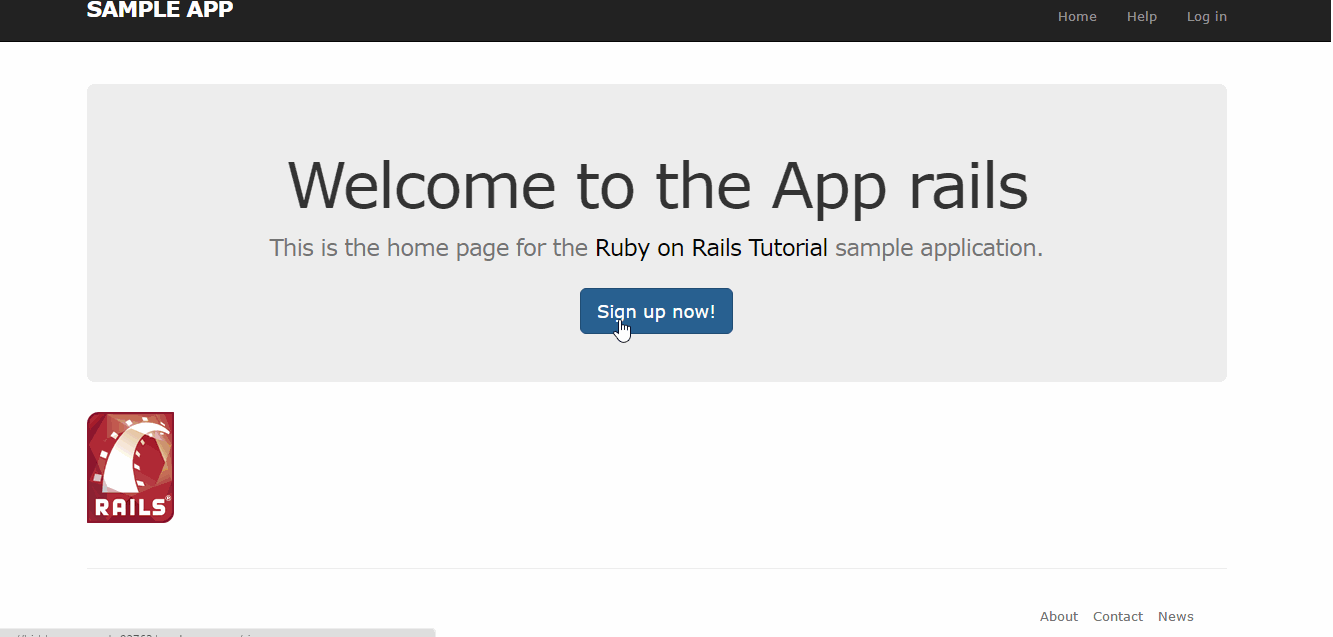 SAMPLE APP
Home Help Log in
Welcome to the App rails
This is the home page for the Ruby on Rails Tutorial sample application.
Sign up now!
RAILS®
About Contact News